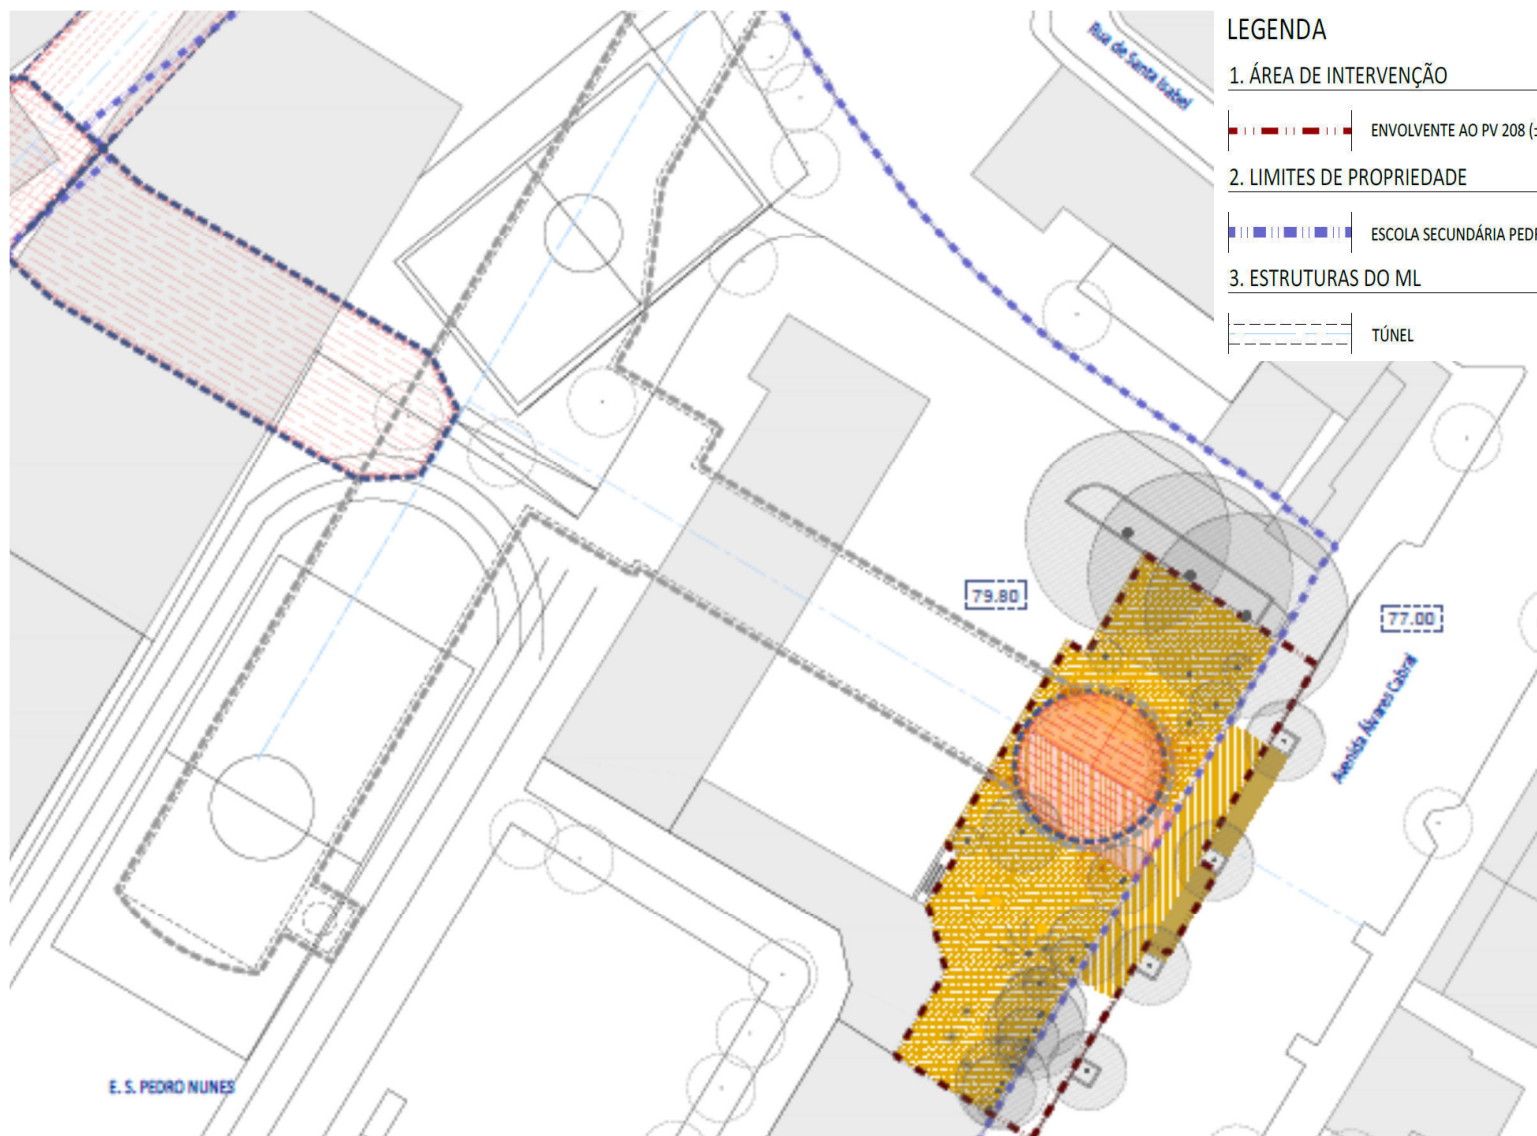 Rua de Santa Isabel
LEGENDA
1. ÁREA DE INTERVENÇÃO
ENVOLVENTE AO PV 208 (
2. LIMITES DE PROPRIEDADE
ESCOLA SECUNDÁRIA PEDR
3. ESTRUTURAS DO ML
TÚNEL
79.80
77.00
Avenida Álvares Cabral
E. S. PEDRO NUNES